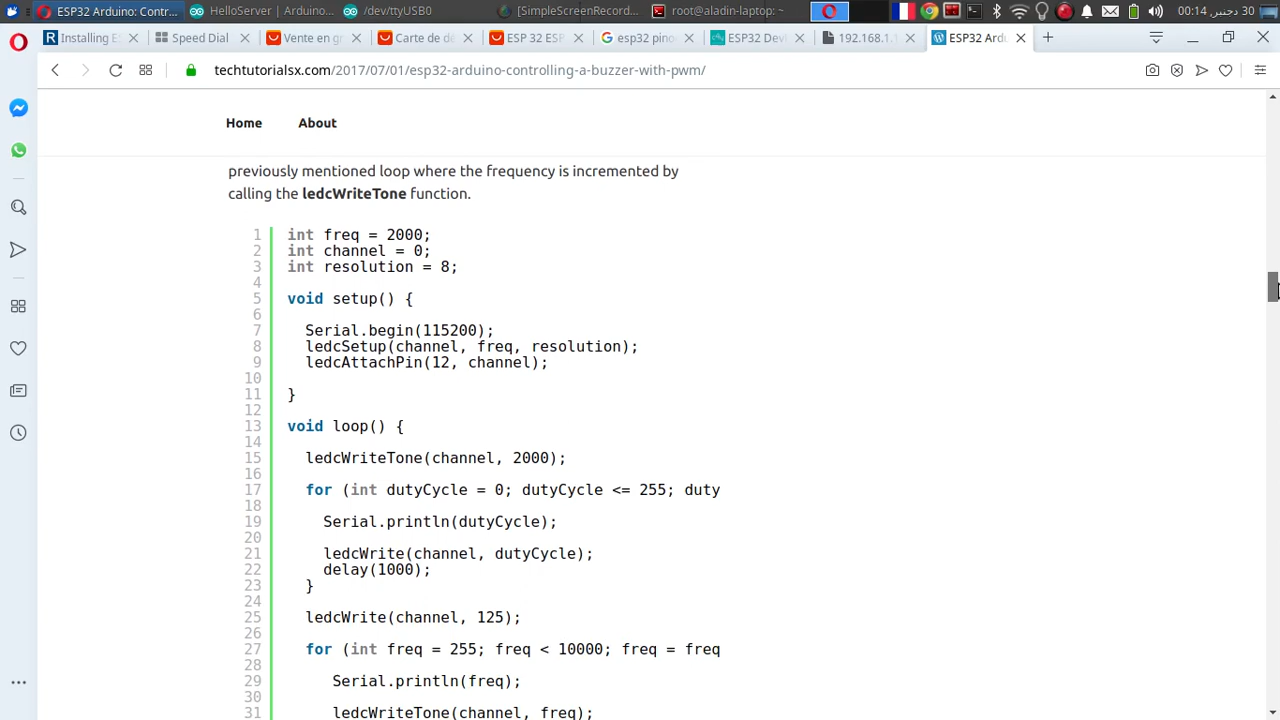 ESP32 Arduino: Contr...
HelloServer | Arduino...
/dev/ttyUSB0
[SimpleScreenRecord...
root@aladin-laptop: ~
30 دجنبر, 00:14
Installing ES
Speed Dial
Vente en gr
Carte de dé
ESP 32 ESP
esp32 pino
ESP32 Dev
192.168.1.1
ESP32 Ardu
techtutorialsx.com/2017/07/01/esp32-arduino-controlling-a-buzzer-with-pwm/
Home
About
previously mentioned loop where the frequency is incremented by
calling the ledcWriteTone function.
1 int freq = 2000;
2 int channel = 0;
3 int resolution = 8;
4
5 void setup() {
6
7 Serial.begin(115200);
8 ledcSetup(channel, freq, resolution);
9 ledcAttachPin(12, channel);
10
11 }
12
13 void loop() {
14
15 ledcWriteTone(channel, 2000);
16
17 for (int dutyCycle = 0; dutyCycle <= 255; duty
18
19 Serial.println(dutyCycle);
20
21 ledcWrite(channel, dutyCycle);
22 delay(1000);
23 }
24
25 ledcWrite(channel, 125);
26
27 for (int freq = 255; freq < 10000; freq = freq
28
29 Serial.println(freq);
30
31 ledcWriteTone(channel, freq);